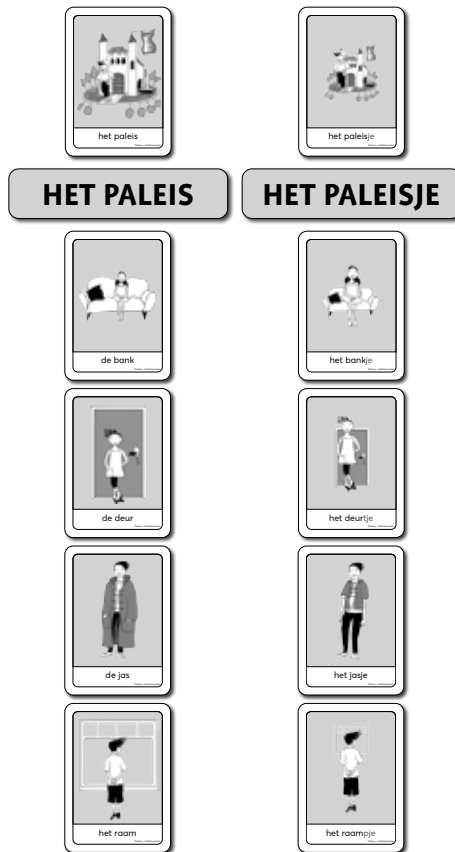 het paleis
het paleisje
HET PALEIS
HET PALEISJE
de bank
het bankje
de deur
het deurtje
de jas
het jasje
het raam
het raampje